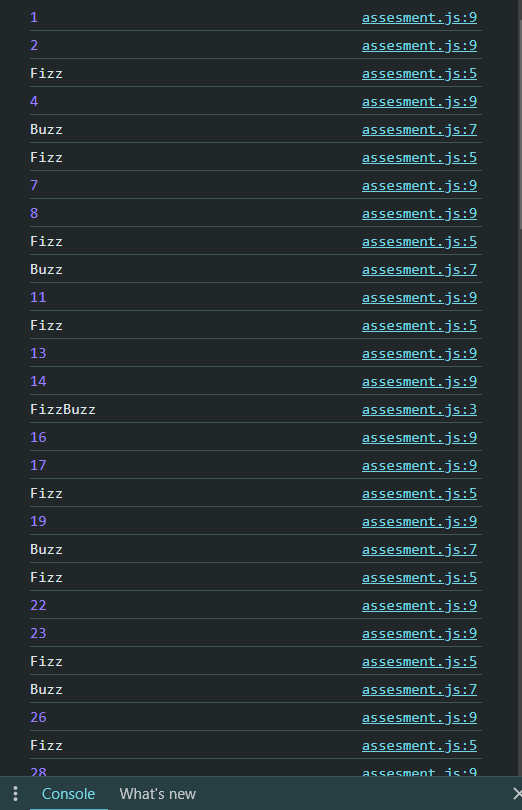 1 assesment.js:9
2 assesment.js:9
Fizz assesment.js:5
4 assesment.js:9
Buzz assesment.js:7
Fizz assesment.js:5
7 assesment.js:9
8 assesment.js:9
Fizz assesment.js:5
Buzz assesment.js:7
11 assesment.js:9
Fizz assesment.js:5
13 assesment.js:9
14 assesment.js:9
FizzBuzz assesment.js:3
16 assesment.js:9
17 assesment.js:9
Fizz assesment.js:5
19 assesment.js:9
Buzz assesment.js:7
Fizz assesment.js:5
22 assesment.js:9
23 assesment.js:9
Fizz assesment.js:5
Buzz assesment.js:7
26 assesment.js:9
Fizz assesment.js:5
28 assesment.js:9
Console What's new